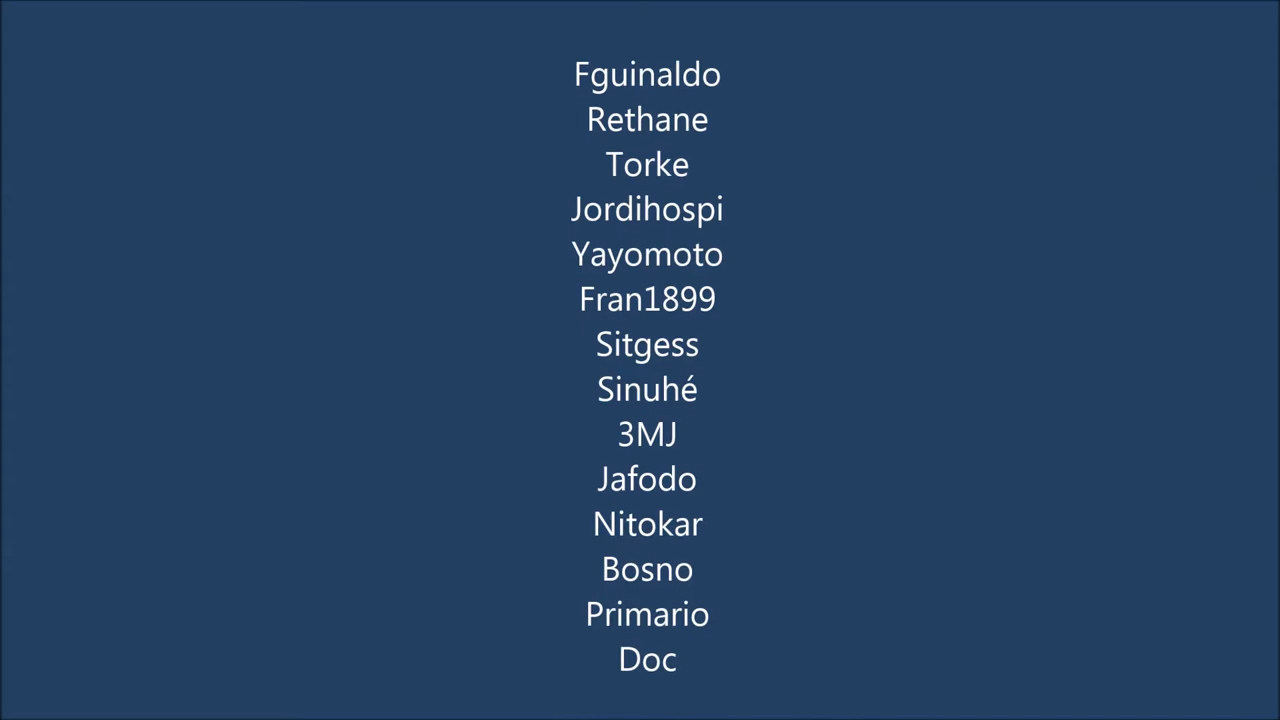 Fguinaldo
Rethane
Torke
Jordihospi
Yayomoto
Fran1899
Sitgess
Sinuhé
3MJ
Jafodo
Nitokar
Bosno
Primario
Doc